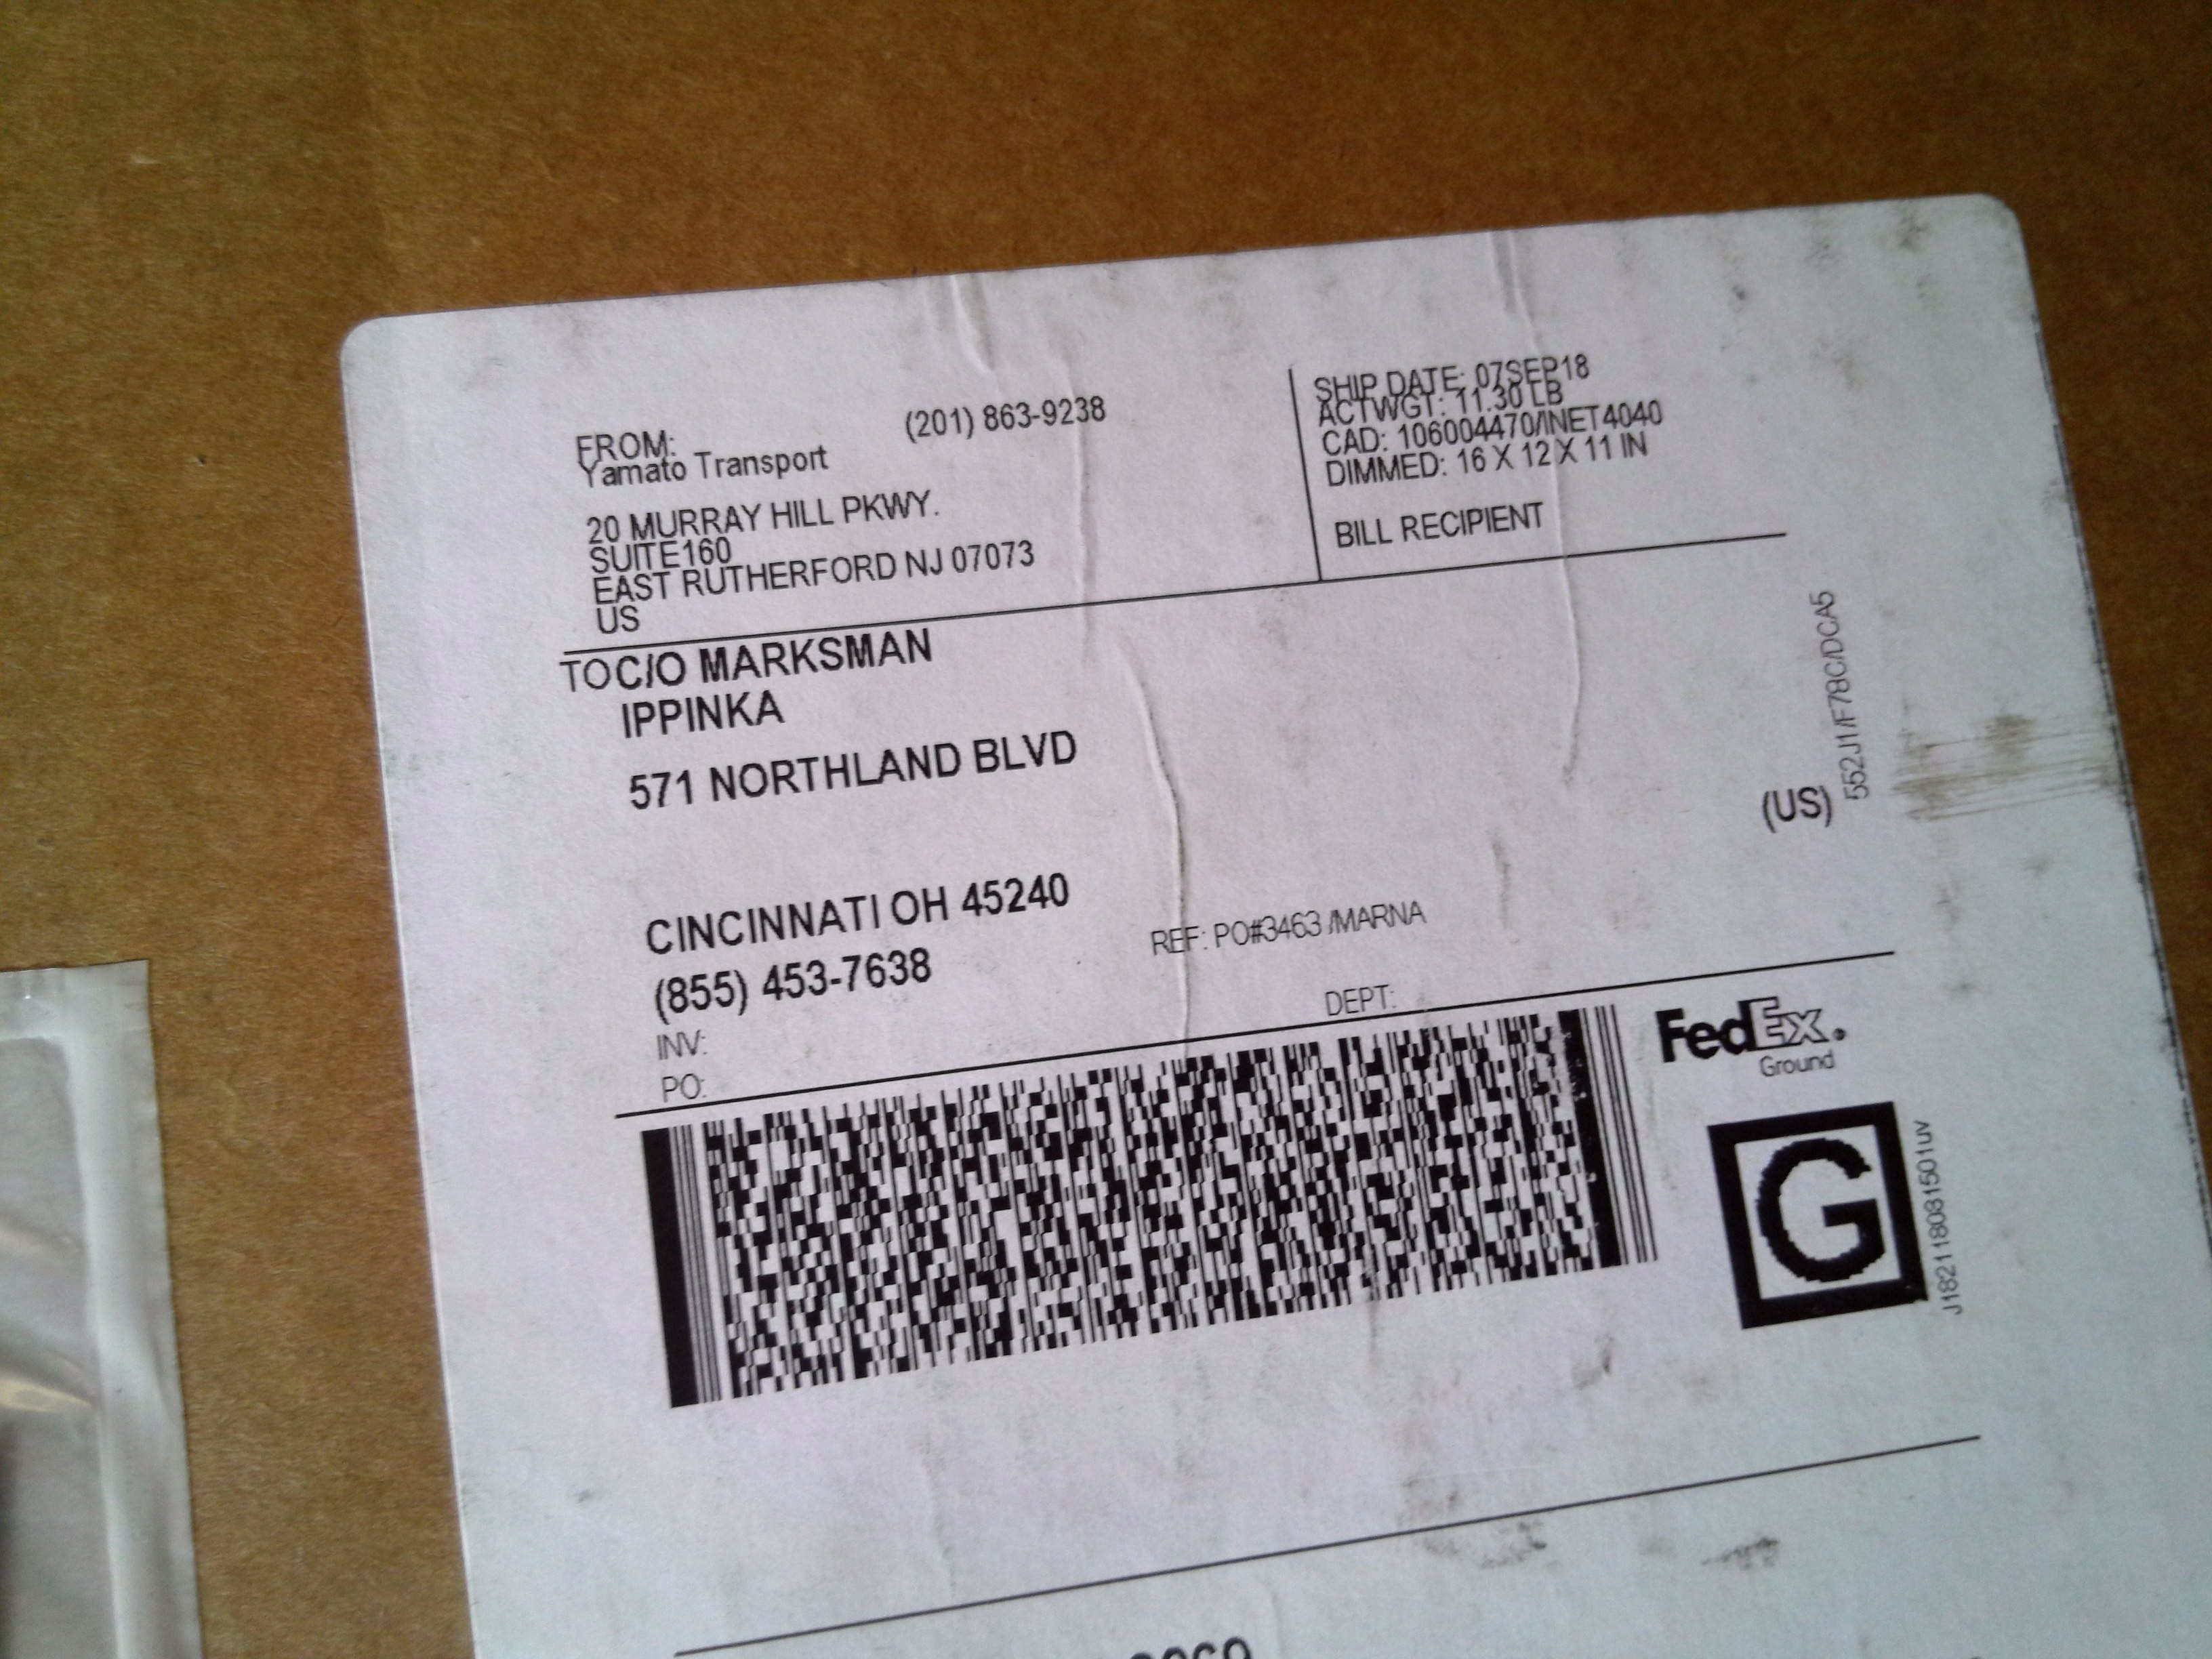 FROM:
(201) 863-9238
Yamato Transport
20 MURRAY HILL PKWY.
SUITE160
EAST RUTHERFORD NJ 07073
US
SHIP DATE: 07SEP18
ACTWGT: 11.30 LB
CAD: 106004470/INET4040
DIMMED: 16 X 12 X 11 IN
BILL RECIPIENT
TO C/O MARKSMAN
IPPINKA
571 NORTHLAND BLVD
(US)
552J1/F78C/DCA5
CINCINNATI OH 45240
(855) 453-7638
REF: PO#3463 /MARNA
INV:
PO:
DEPT:
FedEx.
Ground
G
J182118081501uv